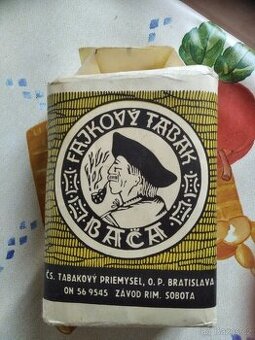 FAJKOVÝ TABAK
BAČA
ČS. TABAKOVÝ PRIEMYSEL, O. P. BRATISLAVA
ON 56 9545 ZÁVOD RIM. SOBOTA